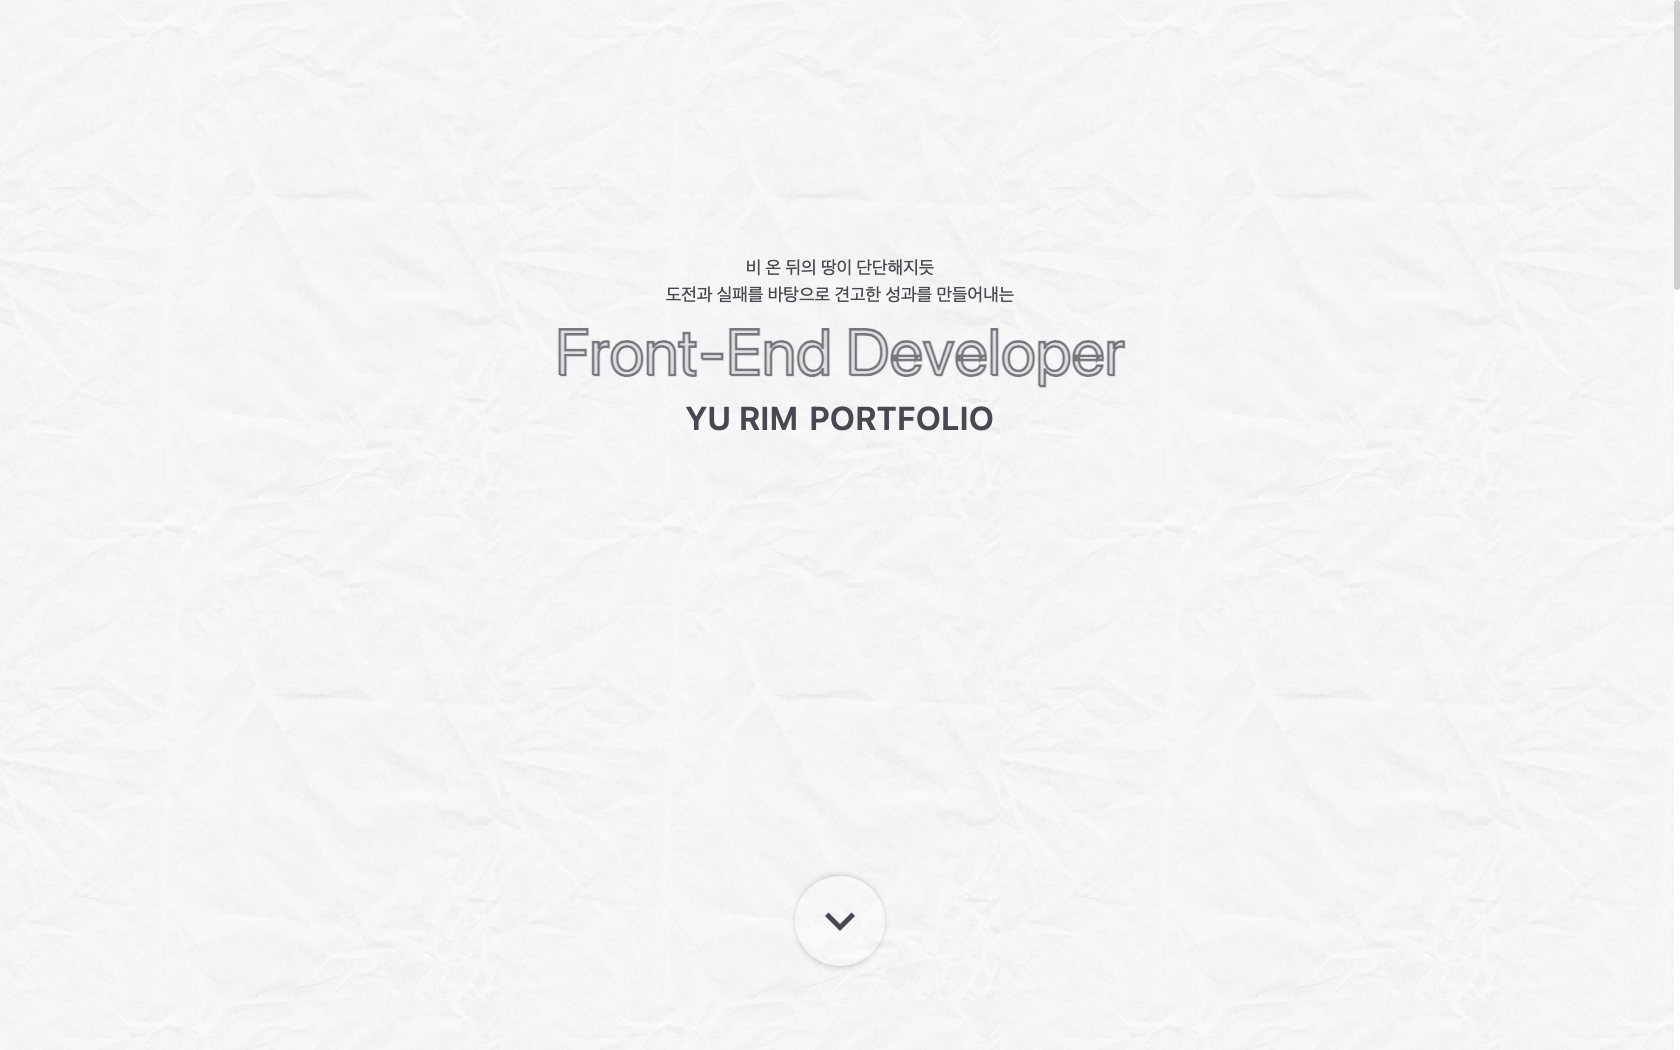 비 온 뒤의 땅이 단단해지듯
도전과 실패를 바탕으로 견고한 성과를 만들어내는
Front-End Developer
YU RIM PORTFOLIO